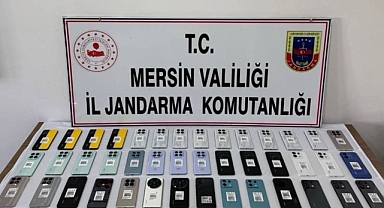 T.C.
MERSİN VALİLİĞİ
İL JANDARMA KOMUTANLIĞI